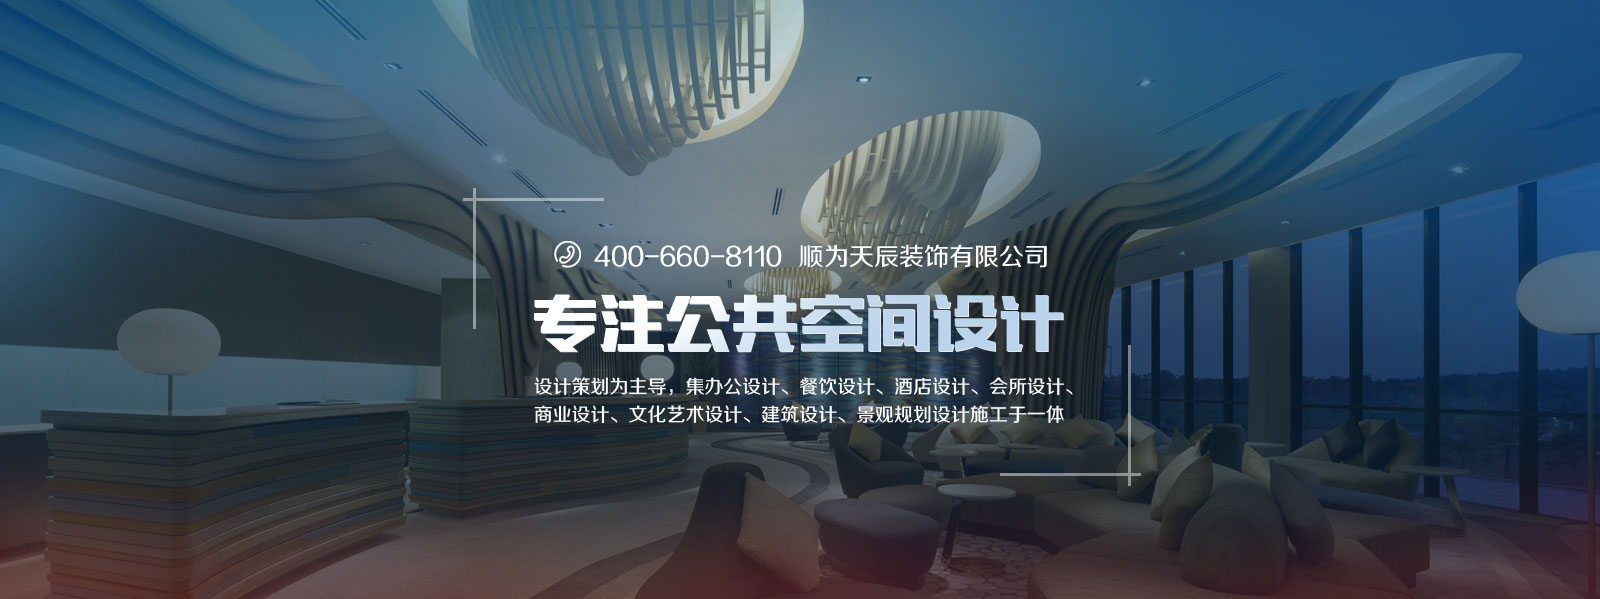 400-660-8110 顺为天辰装饰有限公司
专注公共空间设计
设计策划为主导，集办公设计、餐饮设计、酒店设计、会所设计、
商业设计、文化艺术设计、建筑设计、景观规划设计施工于一体